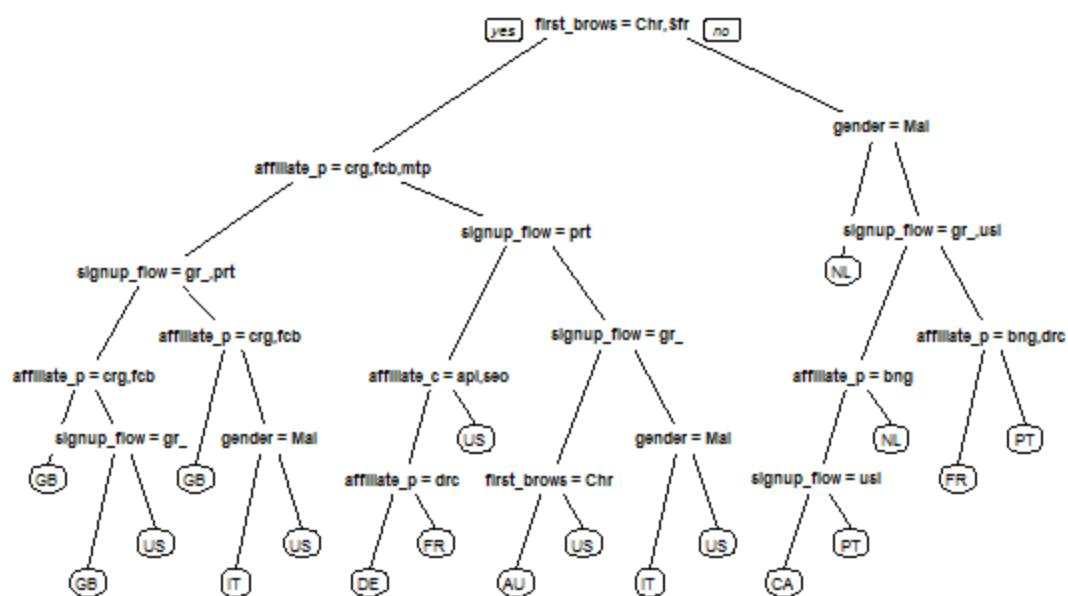 yes first_brows = Chr,$fr no
gender = Mal
affiliate_p = crg,fcb,mtp
signup_flow = prt signup_flow = gr_,usi
signup_flow = gr_,prt NL
affiliate_p = crg,fcb signup_flow = gr_ affiliate_p = bng,drc
affiliate_p = crg,fcb affiliate_c = api,seo affiliate_p = bng
signup_flow = gr_ gender = Mal US gender = Mal NL PT
GB GB affiliate_p = drc first_brows = Chr signup_flow = usi FR
US US FR US US PT
GB IT DE AU IT CA